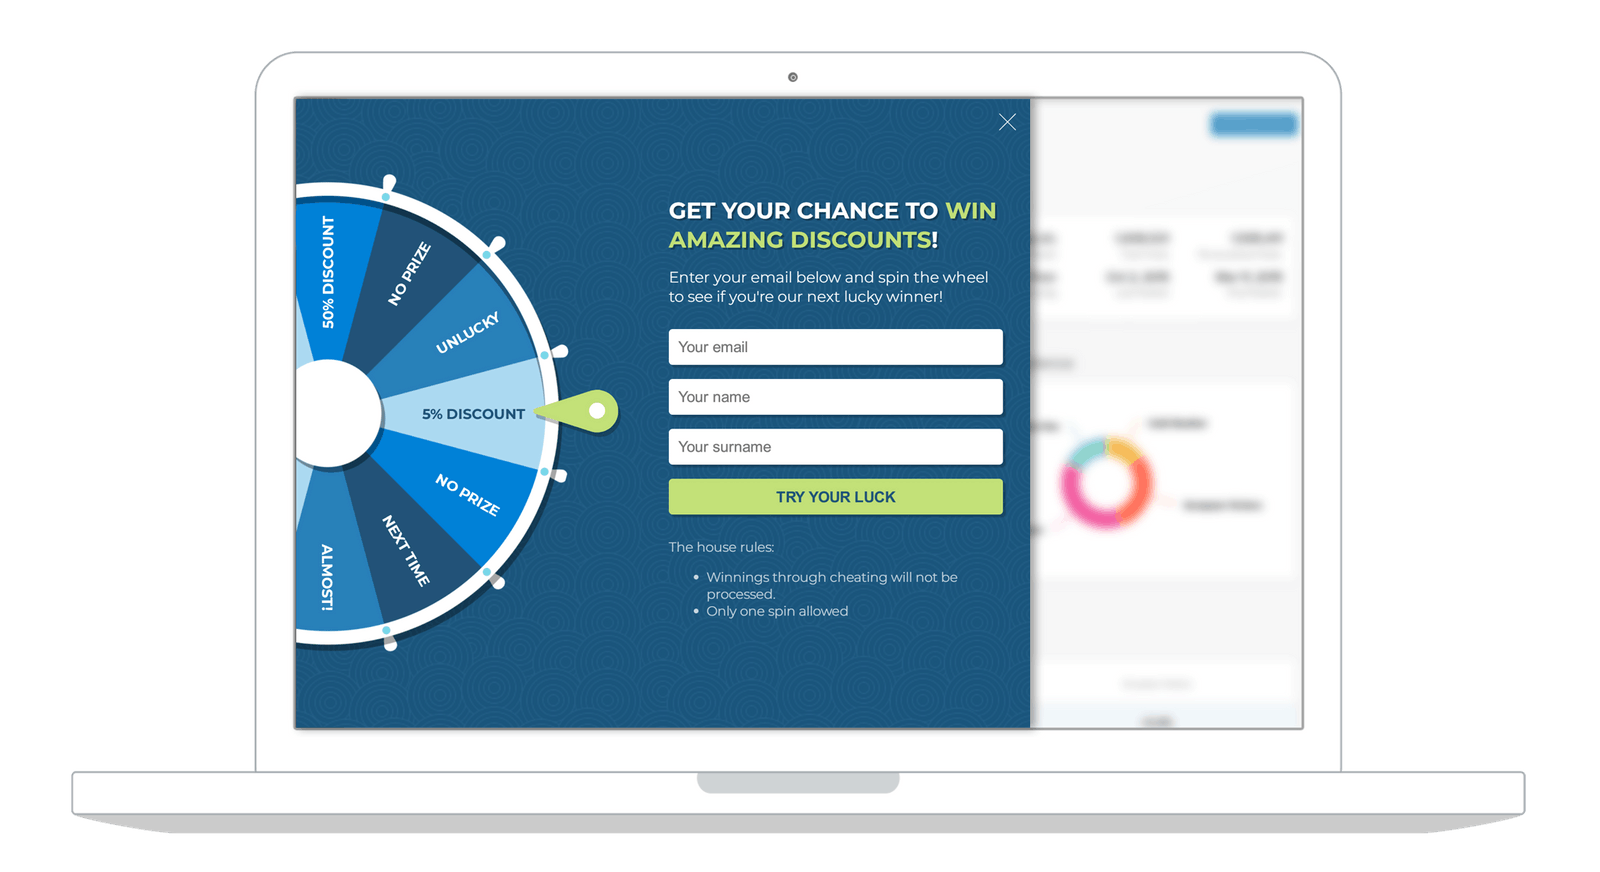 50% DISCOUNT
NO PRIZE
UNLUCKY
5% DISCOUNT
NO PRIZE
NEXT TIME
ALMOST!
GET YOUR CHANCE TO WIN
AMAZING DISCOUNTS!
Enter your email below and spin the wheel
to see if you're our next lucky winner!
Your email
Your name
Your surname
TRY YOUR LUCK
The house rules:
• Winnings through cheating will not be
processed.
• Only one spin allowed